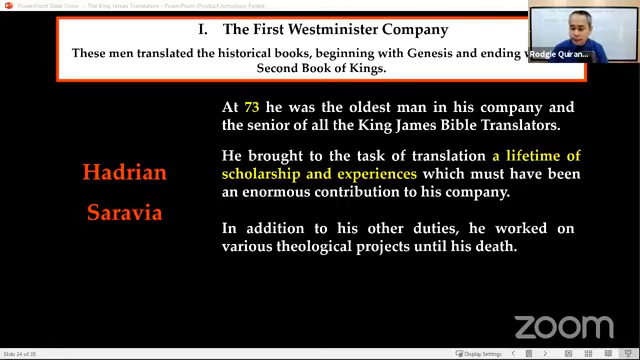 PowerPoint Slide Show - The King James Translators
I. The First Westminister Company
These men translated the historical books, beginning with Genesis and ending
Second Book of Kings.
Rodgie Quiran...
At 73 he was the oldest man in his company and
the senior of all the King James Bible Translators.
Hadrian
Saravia
He brought to the task of translation a lifetime of
scholarship and experiences which must have been
an enormous contribution to his company.
In addition to his other duties, he worked on
various theological projects until his death.
zoom
Slide 24 of 35
Display Settings